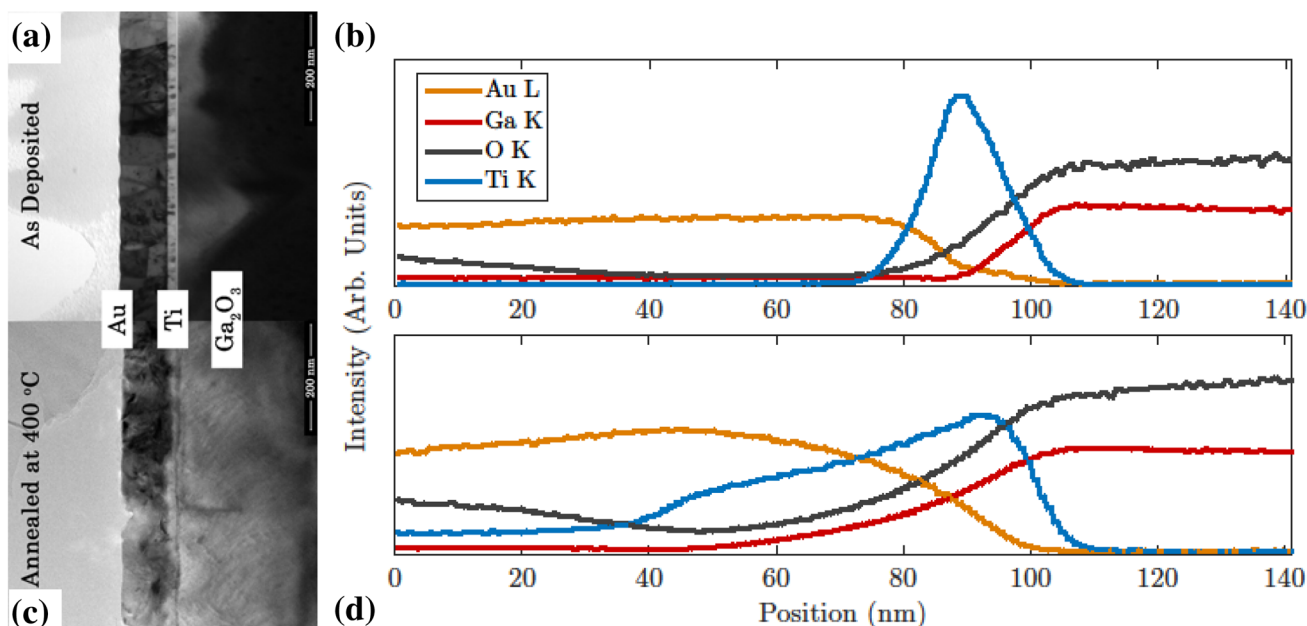 (a)
As Deposited
200 nm
Au
Ti
Ga₂O₃
Annealed at 400 °C
200 nm
(c)
(b)
Au L
Ga K
O K
Ti K
0 20 40 60 80 100 120 140
Intensity (Arb. Units)
0 20 40 60 80 100 120 140
(d)
Position (nm)